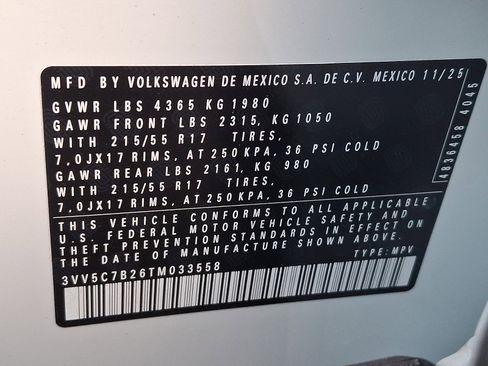 MFD BY VOLKSWAGEN DE MEXICO S.A. DE C.V. MEXICO 11/25
GVWR LBS 4365 KG 1980
GAWR FRONT LBS 2315, KG 1050
WITH 215/55 R17 TIRES,
7,0JX17 RIMS, AT 250 KPA, 36 PSI COLD
GAWR REAR LBS 2161, KG 980
WITH 215/55 R17 TIRES,
7,0JX17 RIMS, AT 250 KPA, 36 PSI COLD
THIS VEHICLE CONFORMS TO ALL APPLICABLE
U.S. FEDERAL MOTOR VEHICLE SAFETY AND
THEFT PREVENTION STANDARDS IN EFFECT ON
THE DATE OF MANUFACTURE SHOWN ABOVE.
3VV5C7B26TM033558 TYPE: MPV
4836458 4045